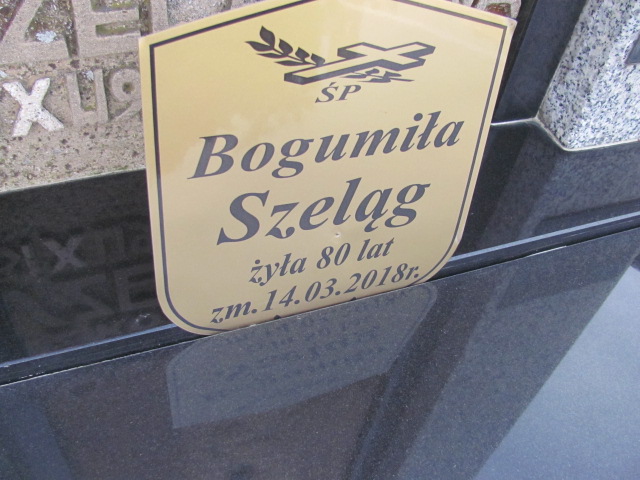 ŚP
Bogumiła
Szeląg
żyła 80 lat
zm. 14.03.2018r.